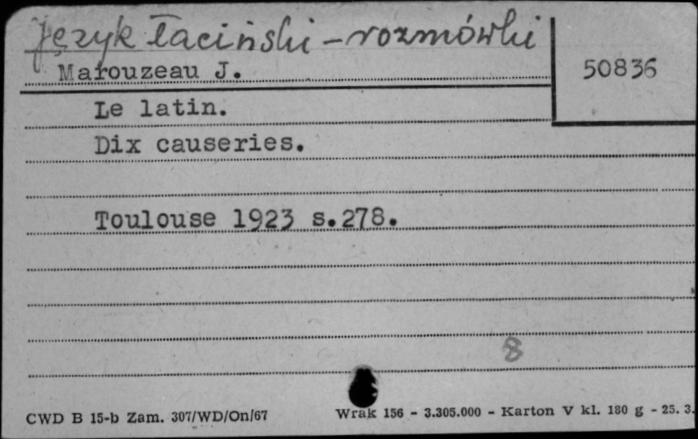 Język łaciński - rozmówki
Marouzeau J.
50836
Le latin.
Dix causeries.
Toulouse 1923 s.278.
8
CWD B 15-b Zam. 307/WD/On/67
Wrak 156 - 3.305.000 - Karton V kl. 180 g - 25. 3.